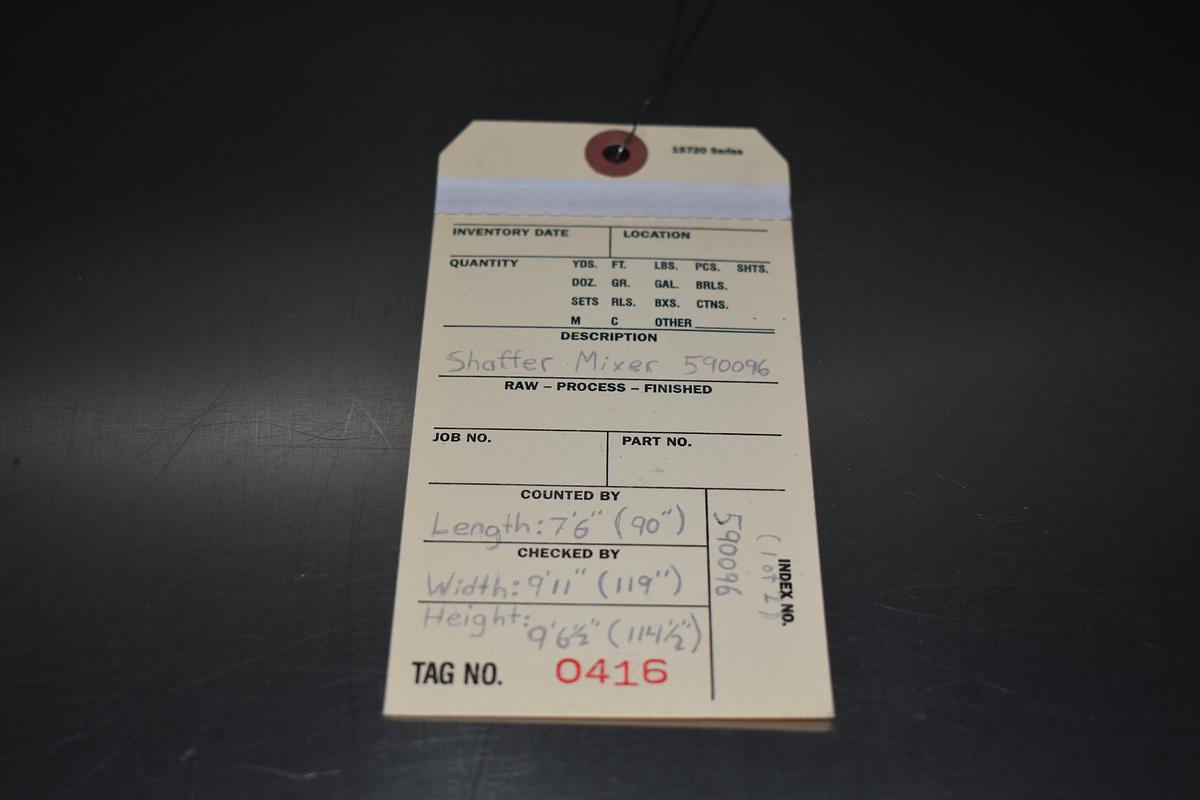 15720 Series
INVENTORY DATE LOCATION
QUANTITY YDS. FT. LBS. PCS. SHTS.
DOZ. GR. GAL. BRLS.
SETS RLS. BXS. CTNS.
M C OTHER
DESCRIPTION
Shaffer Mixer 590096
RAW – PROCESS – FINISHED
JOB NO. PART NO.
COUNTED BY
Length: 7'6" (90")
CHECKED BY
Width: 9'11" (119")
Height: 9'6½" (114½")
TAG NO. 0416
INDEX NO.
(1 of 2)
590096